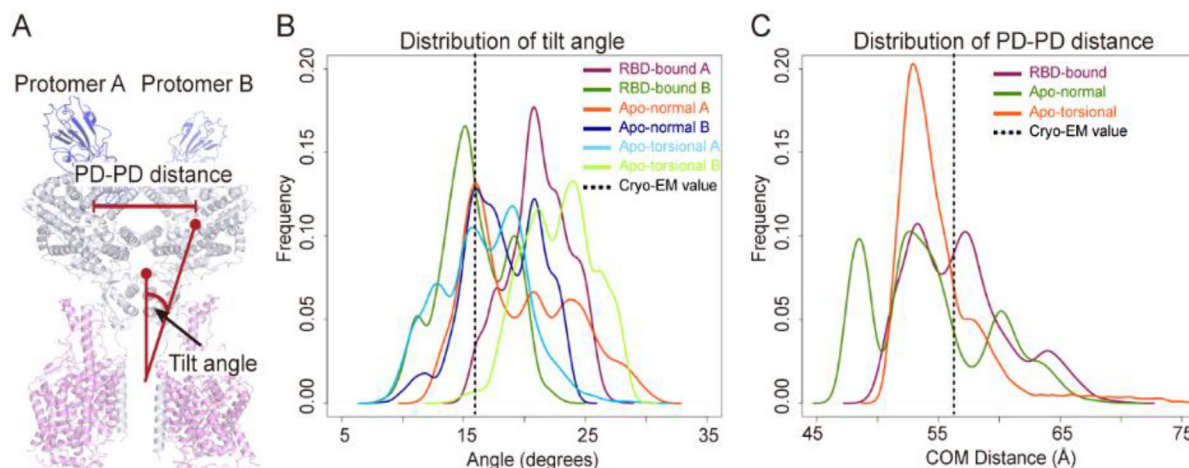 A
Protomer A
Protomer B
PD-PD distance
Tilt angle
B
Distribution of tilt angle
Frequency
0.20
0.15
0.10
0.05
0.00
RBD-bound A
RBD-bound B
Apo-normal A
Apo-normal B
Apo-torsional A
Apo-torsional B
Cryo-EM value
5
15
25
35
Angle (degrees)
C
Distribution of PD-PD distance
Frequency
0.20
0.15
0.10
0.05
0.00
RBD-bound
Apo-normal
Apo-torsional
Cryo-EM value
45
55
65
75
COM Distance (Å)